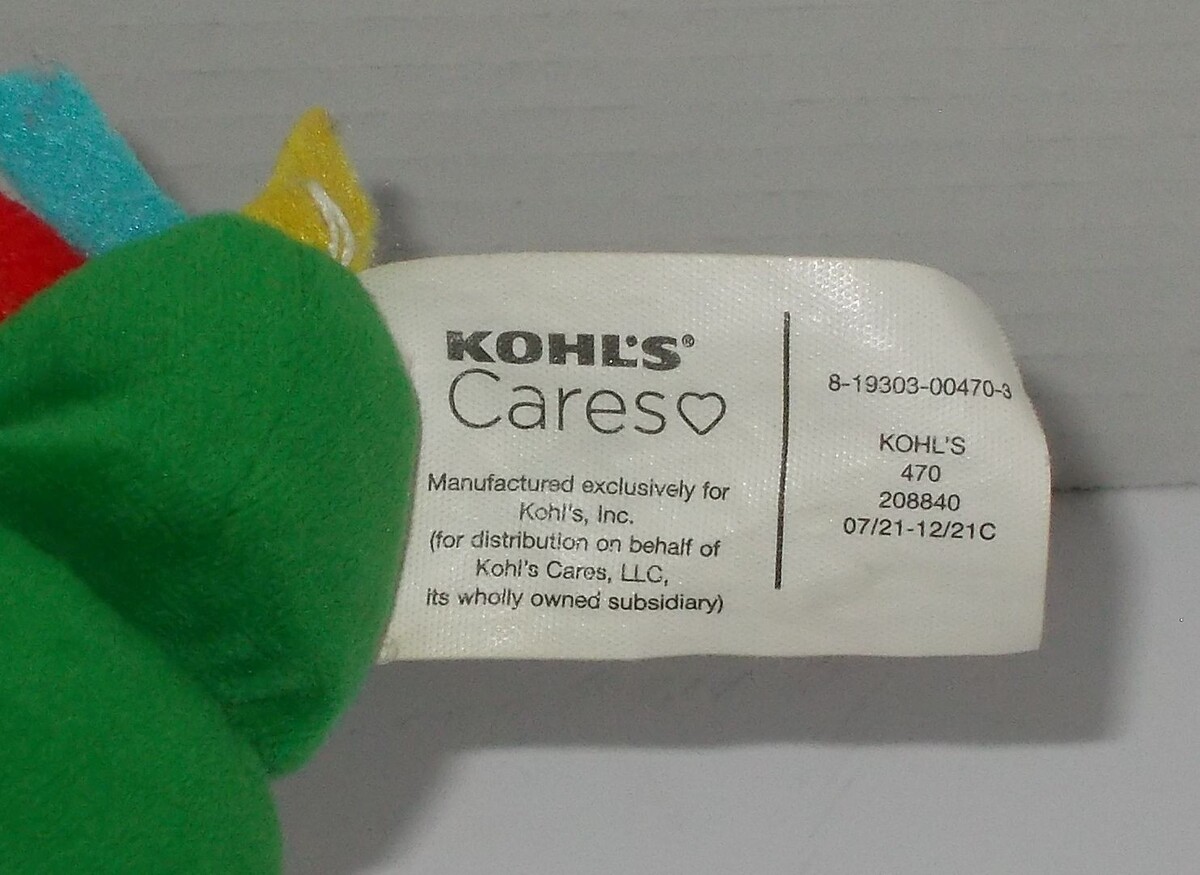 KOHL'S®
Cares
Manufactured exclusively for
Kohl's, Inc.
(for distribution on behalf of
Kohl's Cares, LLC,
its wholly owned subsidiary)
8-19303-00470-3
KOHL'S
470
208840
07/21-12/21C